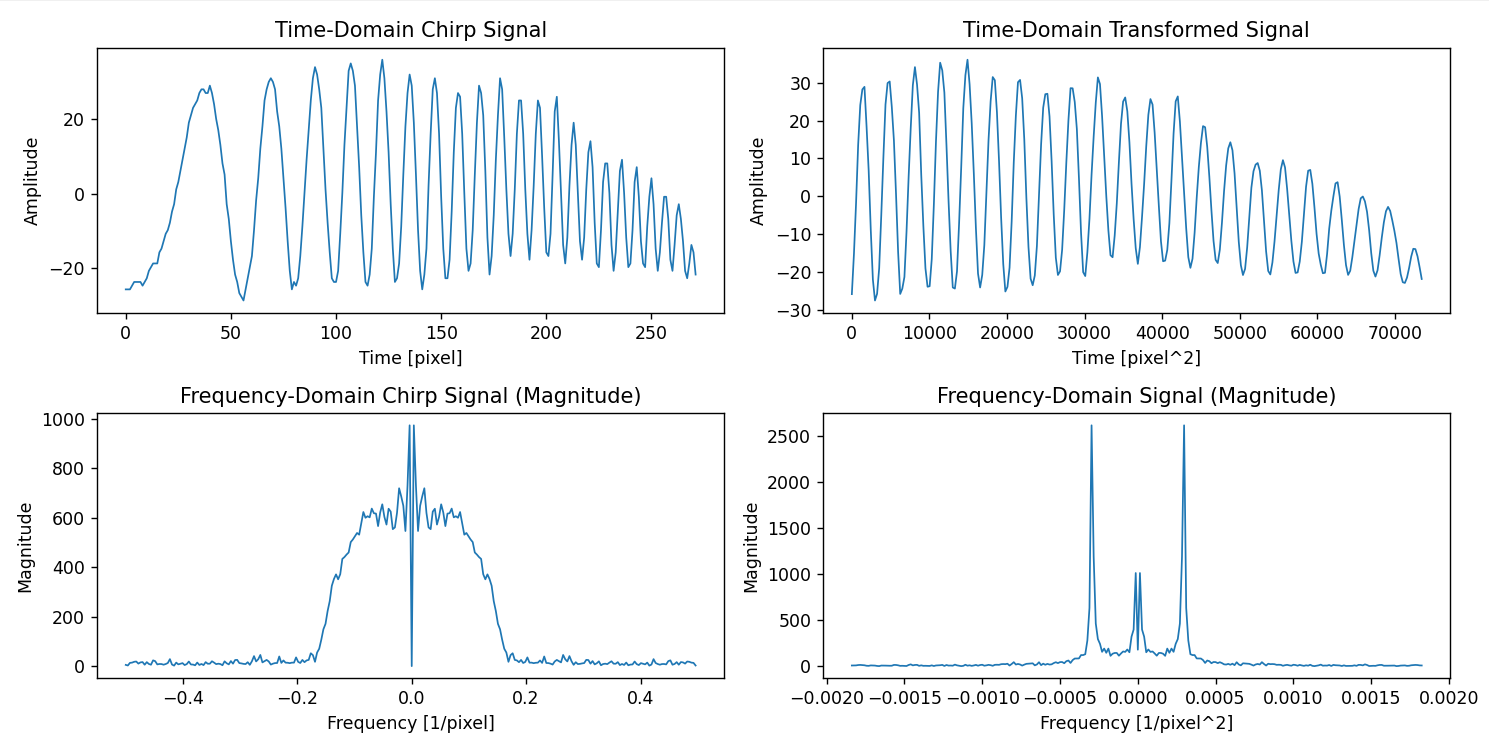 Time-Domain Chirp Signal
Amplitude
20
0
−20
0 50 100 150 200 250
Time [pixel]
Time-Domain Transformed Signal
Amplitude
30
20
10
0
−10
−20
−30
0 10000 20000 30000 40000 50000 60000 70000
Time [pixel^2]
Frequency-Domain Chirp Signal (Magnitude)
Magnitude
1000
800
600
400
200
0
−0.4 −0.2 0.0 0.2 0.4
Frequency [1/pixel]
Frequency-Domain Signal (Magnitude)
Magnitude
2500
2000
1500
1000
500
0
−0.0020 −0.0015 −0.0010 −0.0005 0.0000 0.0005 0.0010 0.0015 0.0020
Frequency [1/pixel^2]